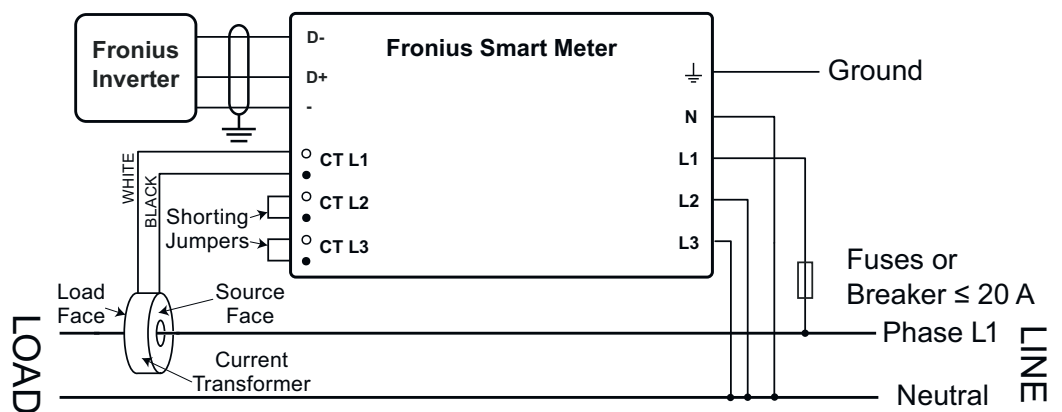 Fronius
Inverter
D-
D+
-
Fronius Smart Meter
Ground
N
L1
L2
L3
CT L1
CT L2
CT L3
WHITE
BLACK
Shorting
Jumpers
Fuses or
Breaker ≤ 20 A
Load
Face
Source
Face
Current
Transformer
LOAD
Phase L1
Neutral
LINE